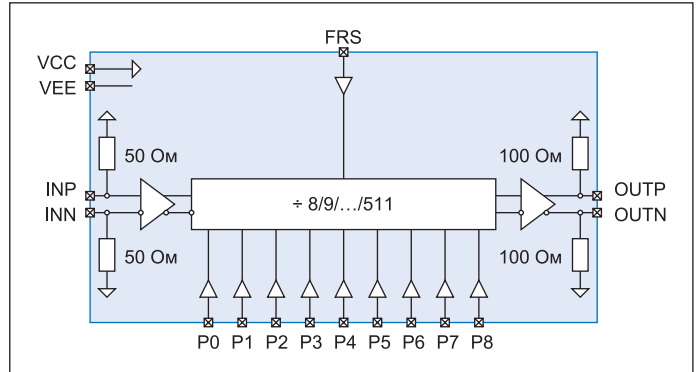 FRS
VCC
VEE
50 Ом
100 Ом
INP
INN
÷ 8/9/…/511
OUTP
OUTN
50 Ом
100 Ом
P0 P1 P2 P3 P4 P5 P6 P7 P8